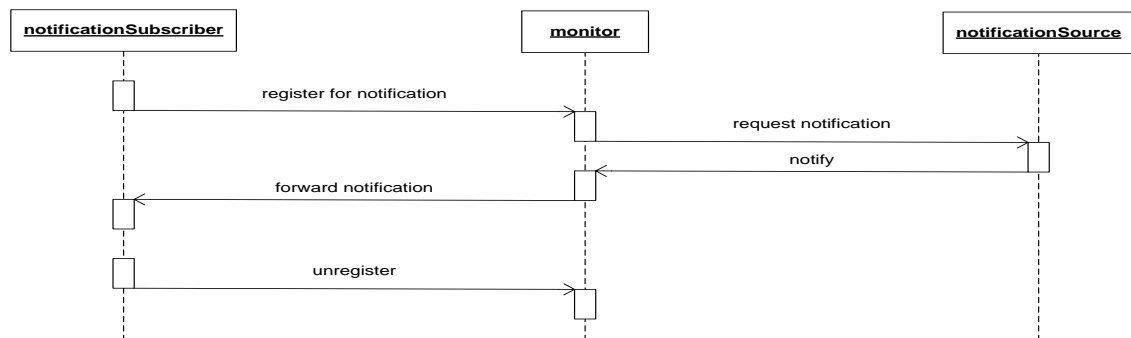 notificationSubscriber
monitor
notificationSource
register for notification
request notification
notify
forward notification
unregister